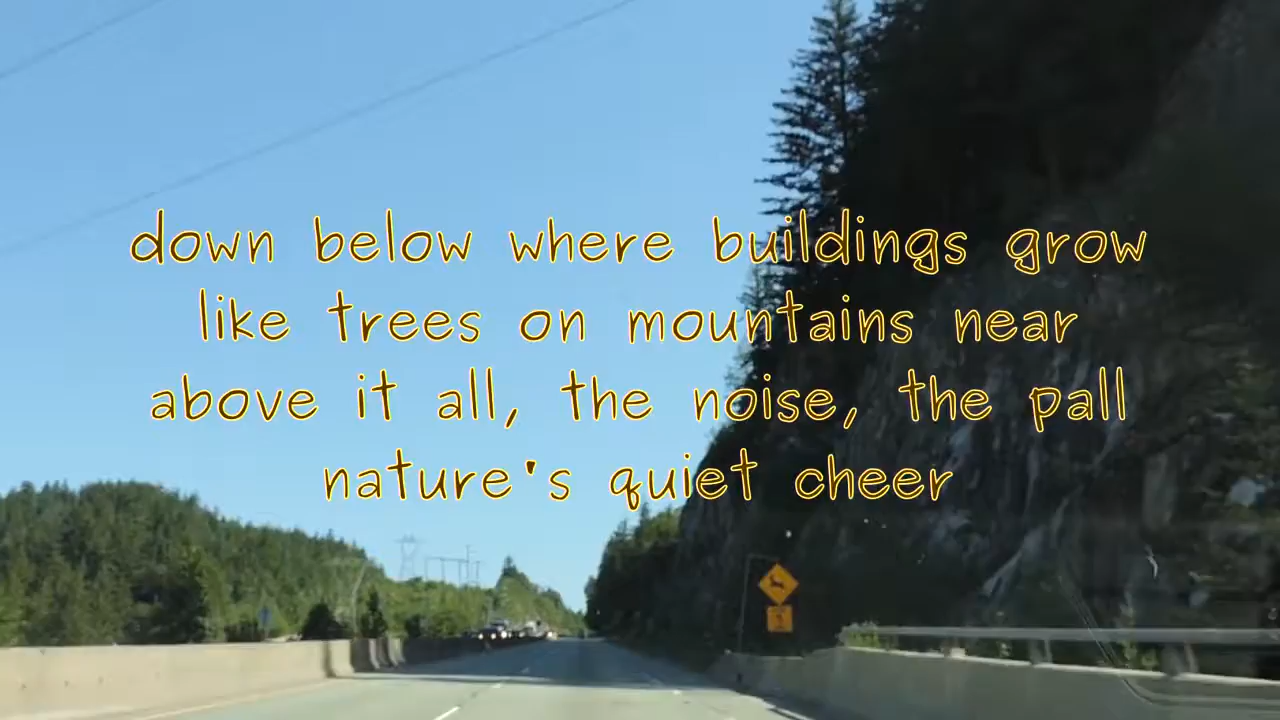 down below where buildings grow
like trees on mountains near
above it all, the noise, the pall
nature's quiet cheer